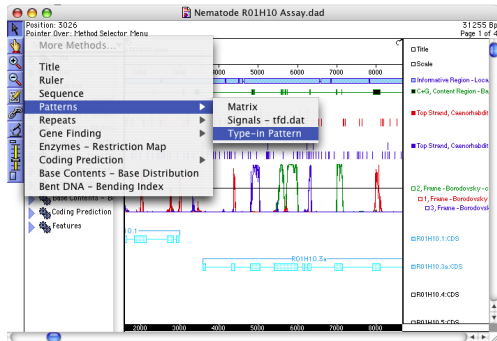 Nematode R01H10 Assay.dad
Position: 3026
31255 Bp
Pointer Over: Method Selector Menu
Page 1 of 4
More Methods...
Title
Ruler
Sequence
Patterns
Repeats
Gene Finding
Enzymes - Restriction Map
Coding Prediction
Base Contents - Base Distribution
Bent DNA - Bending Index
Matrix
Signals - tfd.dat
Type-in Pattern
4000 5000 6000 7000 8000
Title
Scale
Informative Region - Loca
C+G, Content Region - Ba
Top Strand, Caenorhabdit
Top Strand, Caenorhabdit
2, Frame - Borodovsky-c
1, Frame - Borodovsky
3, Frame - Borodovs
Base Contents - B
Coding Prediction
Features
0.1
R01H10.3a
R01H10.1:CDS
R01H10.3a:CDS
R01H10.4:CDS
R01H10.5:CDS
2000 3000 4000 5000 6000 7000 8000